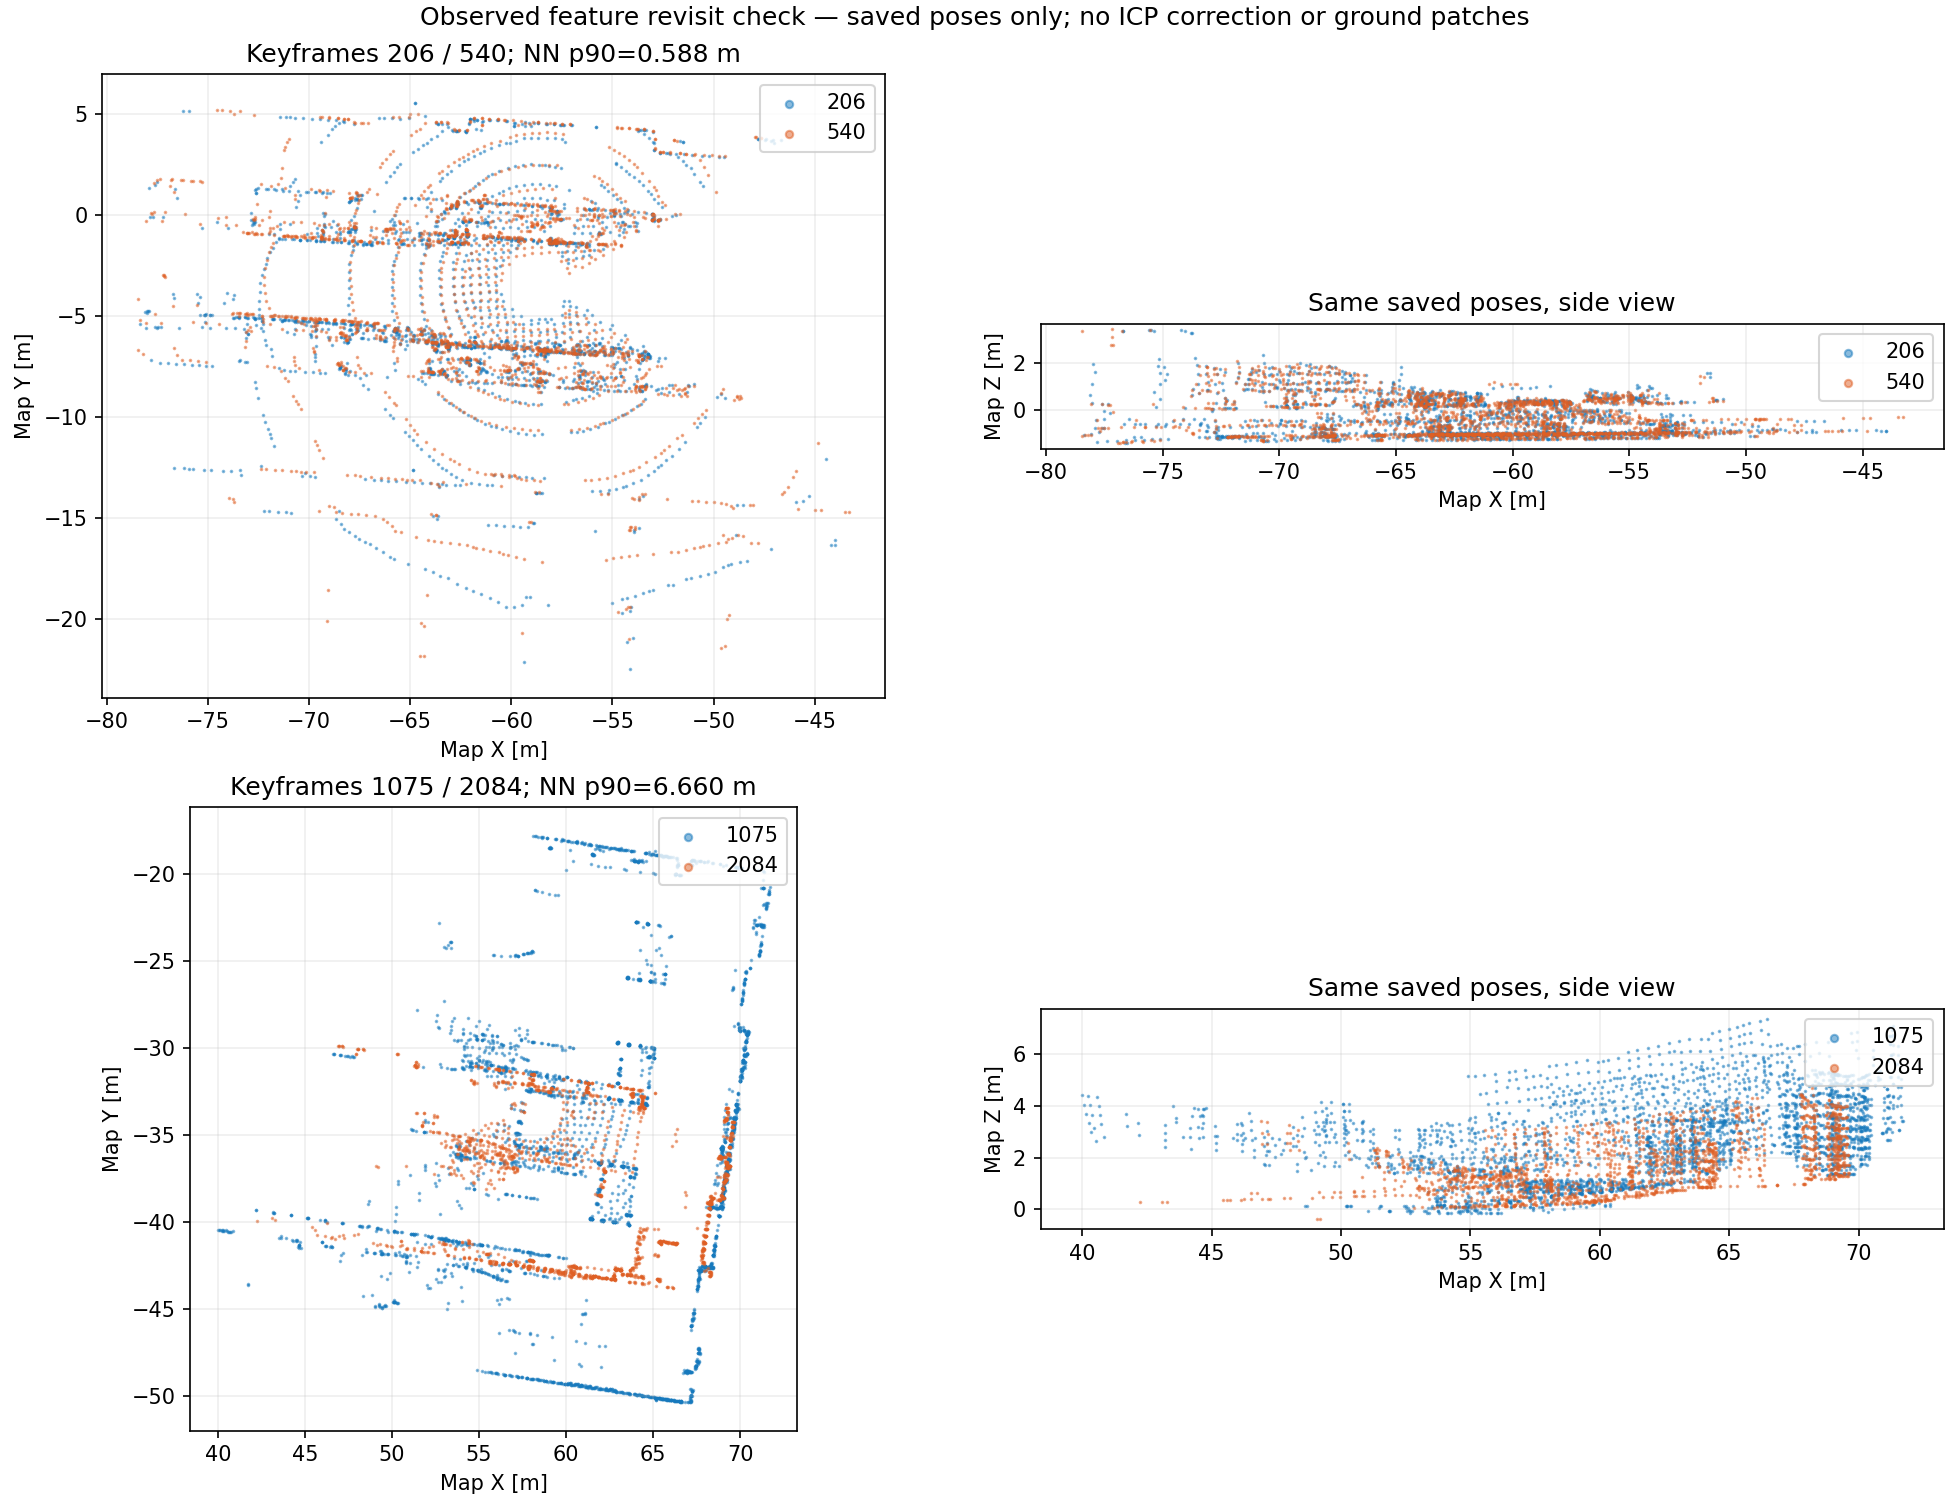 Observed feature revisit check — saved poses only; no ICP correction or ground patches
Keyframes 206 / 540; NN p90=0.588 m
206
540
5
0
−5
−10
−15
−20
Map Y [m]
−80 −75 −70 −65 −60 −55 −50 −45
Map X [m]
Same saved poses, side view
206
540
2
0
Map Z [m]
−80 −75 −70 −65 −60 −55 −50 −45
Map X [m]
Keyframes 1075 / 2084; NN p90=6.660 m
1075
2084
−20
−25
−30
−35
−40
−45
−50
Map Y [m]
40 45 50 55 60 65 70
Map X [m]
Same saved poses, side view
1075
2084
6
4
2
0
Map Z [m]
40 45 50 55 60 65 70
Map X [m]